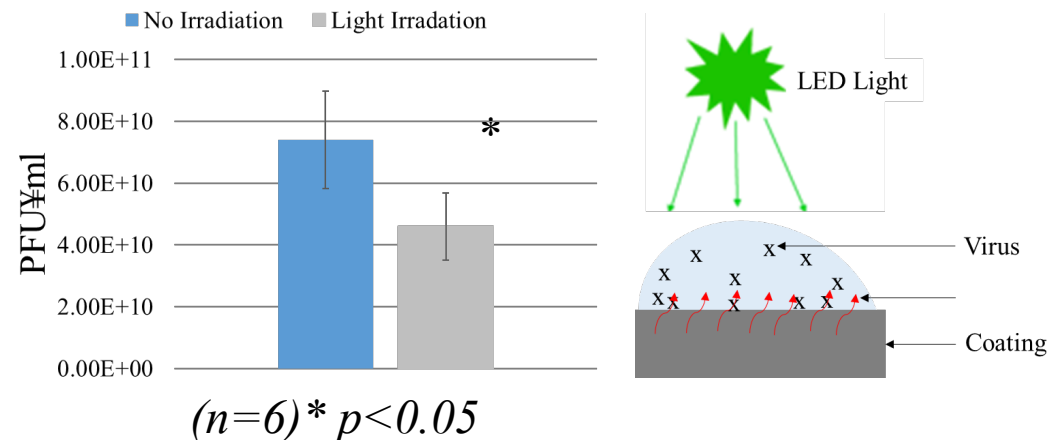 No Irradiation Light Irradation
1.00E+11
8.00E+10
6.00E+10
4.00E+10
2.00E+10
0.00E+00
PFU¥ml
*
(n=6)* p<0.05
LED Light
Virus
x x x x x x x x x x x x
Coating